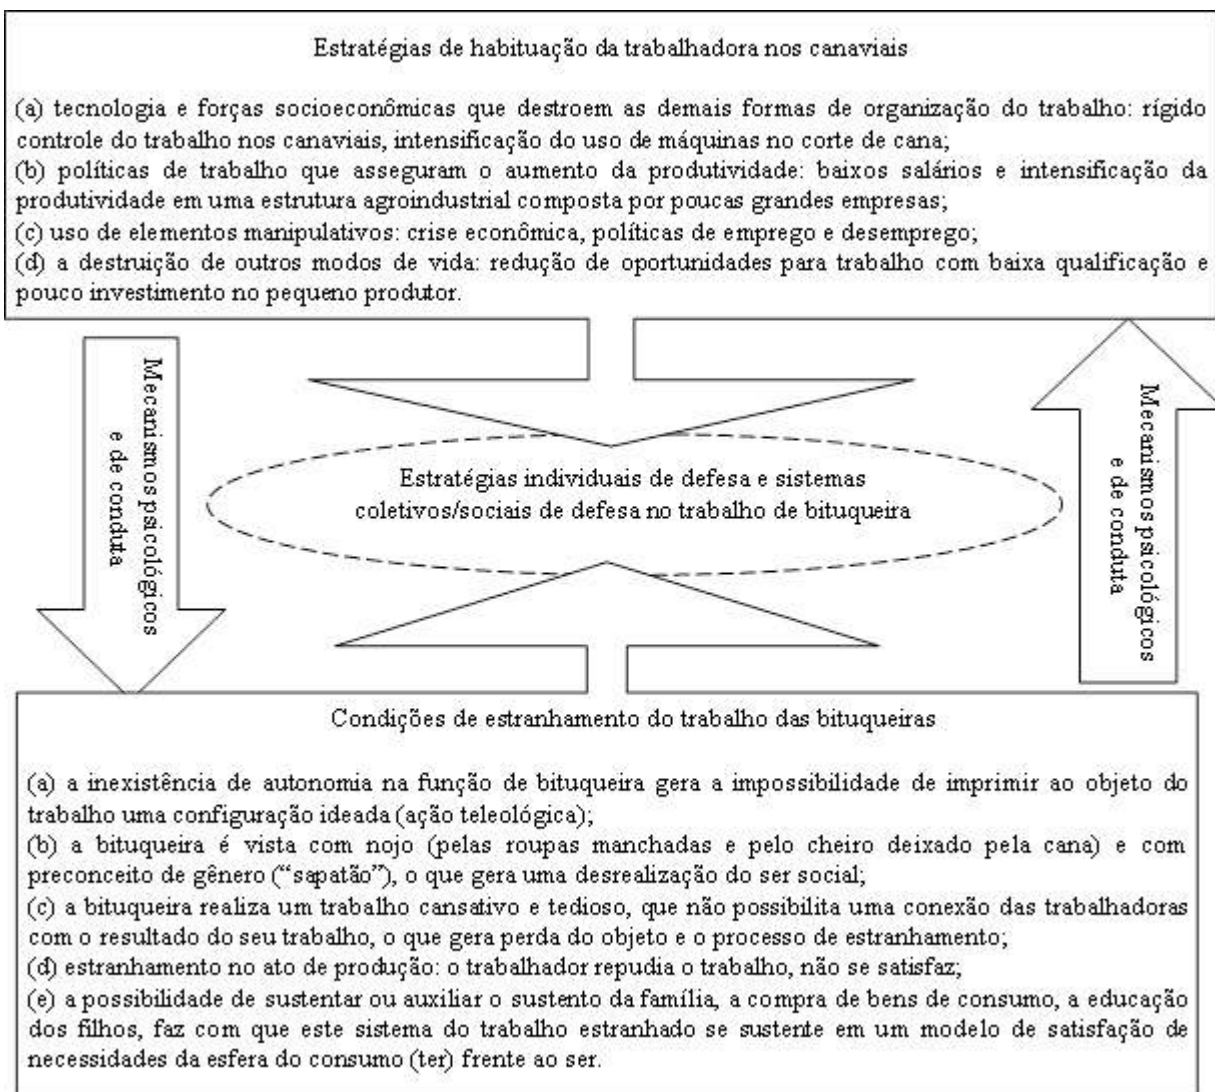 Estratégias de habituação da trabalhadora nos canaviais
(a) tecnologia e forças socioeconômicas que destroem as demais formas de organização do trabalho: rígido
controle do trabalho nos canaviais, intensificação do uso de máquinas no corte de cana;
(b) políticas de trabalho que asseguram o aumento da produtividade: baixos salários e intensificação da
produtividade em uma estrutura agroindustrial composta por poucas grandes empresas;
(c) uso de elementos manipulativos: crise econômica, políticas de emprego e desemprego;
(d) a destruição de outros modos de vida: redução de oportunidades para trabalho com baixa qualificação e
pouco investimento no pequeno produtor.
Mecanismos psicológicos
e de conduta
Estratégias individuais de defesa e sistemas
coletivos/sociais de defesa no trabalho de bituqueira
Mecanismos psicológicos
e de conduta
Condições de estranhamento do trabalho das bituqueiras
(a) a inexistência de autonomia na função de bituqueira gera a impossibilidade de imprimir ao objeto do
trabalho uma configuração ideada (ação teleológica);
(b) a bituqueira é vista com nojo (pelas roupas manchadas e pelo cheiro deixado pela cana) e com
preconceito de gênero (“sapatão”), o que gera uma desrealização do ser social;
(c) a bituqueira realiza um trabalho cansativo e tedioso, que não possibilita uma conexão das trabalhadoras
com o resultado do seu trabalho, o que gera perda do objeto e o processo de estranhamento;
(d) estranhamento no ato de produção: o trabalhador repudia o trabalho, não se satisfaz;
(e) a possibilidade de sustentar ou auxiliar o sustento da família, a compra de bens de consumo, a educação
dos filhos, faz com que este sistema do trabalho estranhado se sustente em um modelo de satisfação de
necessidades da esfera do consumo (ter) frente ao ser.